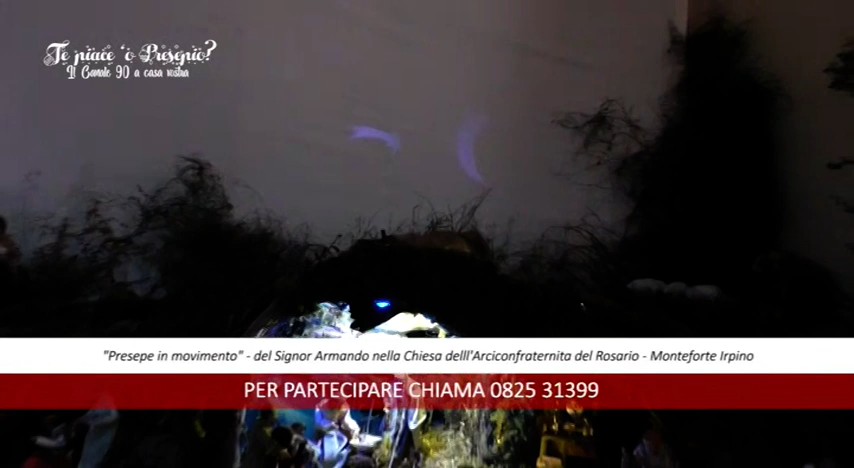 Te piace 'o Presepio?
Il Canale 90 a casa vostra
"Presepe in movimento" - del Signor Armando nella Chiesa delll'Arciconfraternita del Rosario - Monteforte Irpino
PER PARTECIPARE CHIAMA 0825 31399